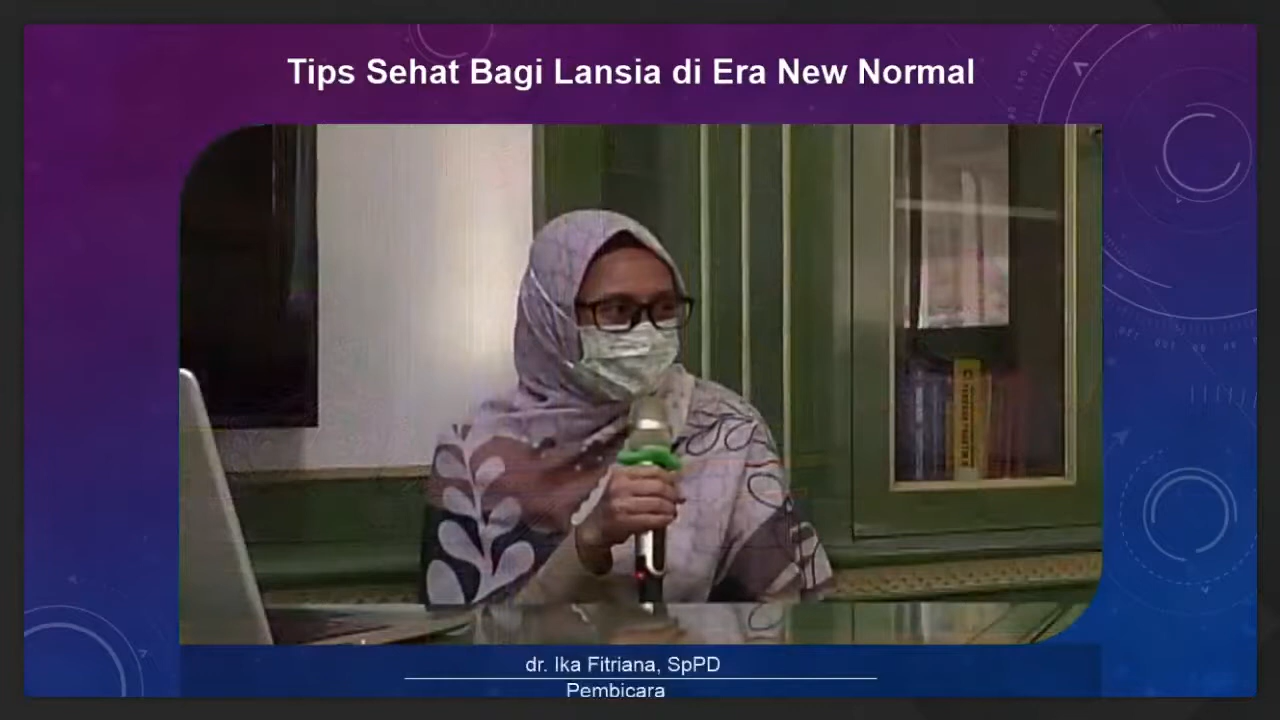 Tips Sehat Bagi Lansia di Era New Normal
dr. Ika Fitriana, SpPD
Pembicara